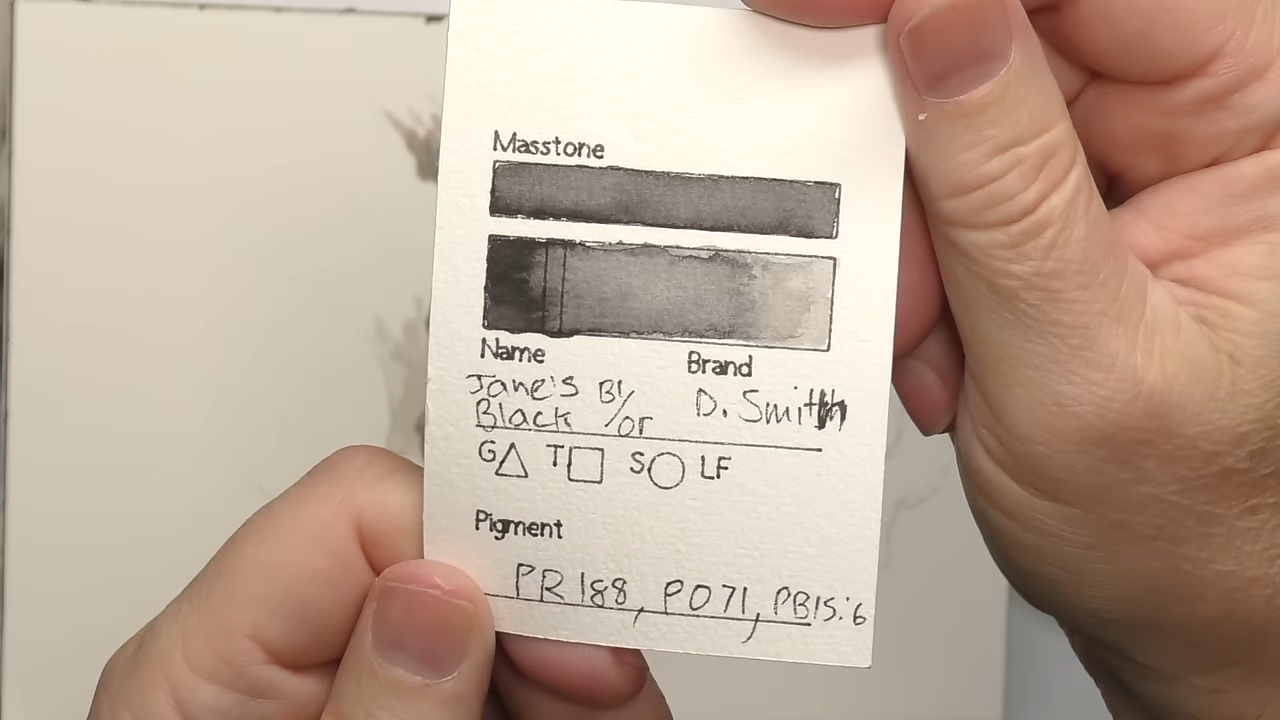 Masstone
Name Brand
Jane's Bl/ D. Smith
Black /or
G T S LF
Pigment
PR188, PO71, PB15:6